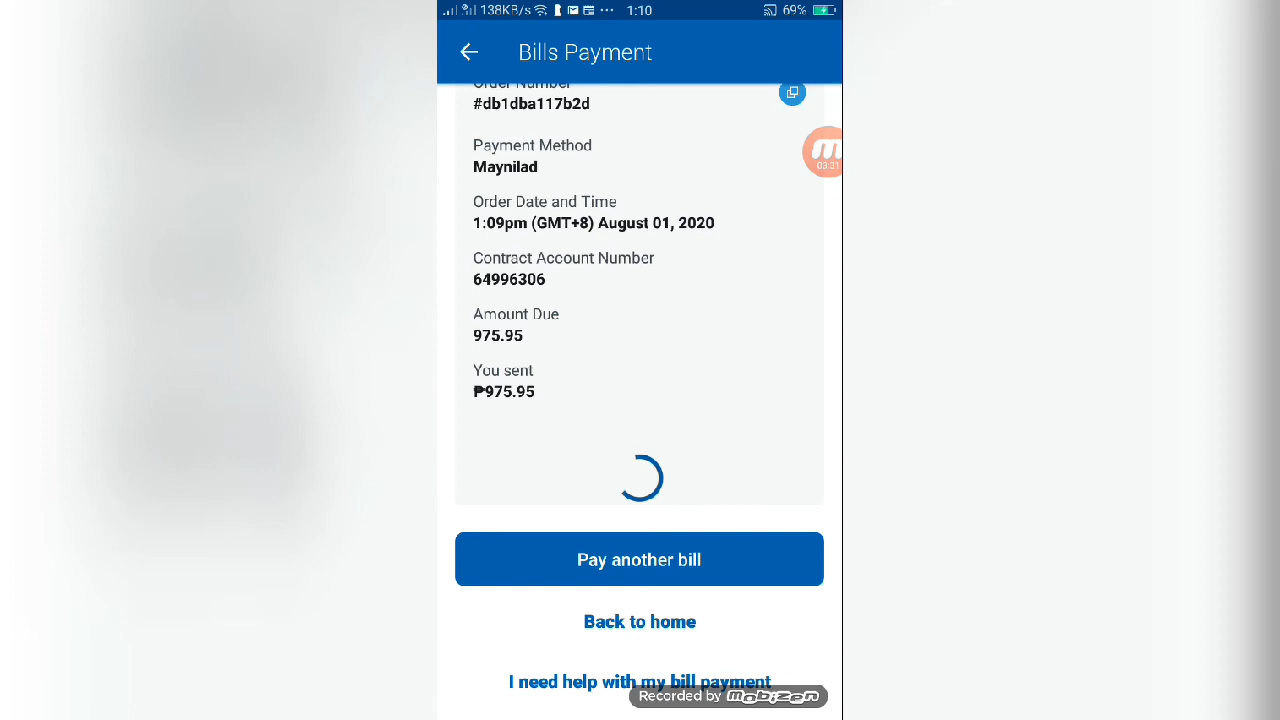 138KB/s ... 1:10 69%
Bills Payment
Order Number
#db1dba117b2d
Payment Method
Maynilad
03:31
Order Date and Time
1:09pm (GMT+8) August 01, 2020
Contract Account Number
64996306
Amount Due
975.95
You sent
₱975.95
Pay another bill
Back to home
I need help with my bill payment
Recorded by mobizen